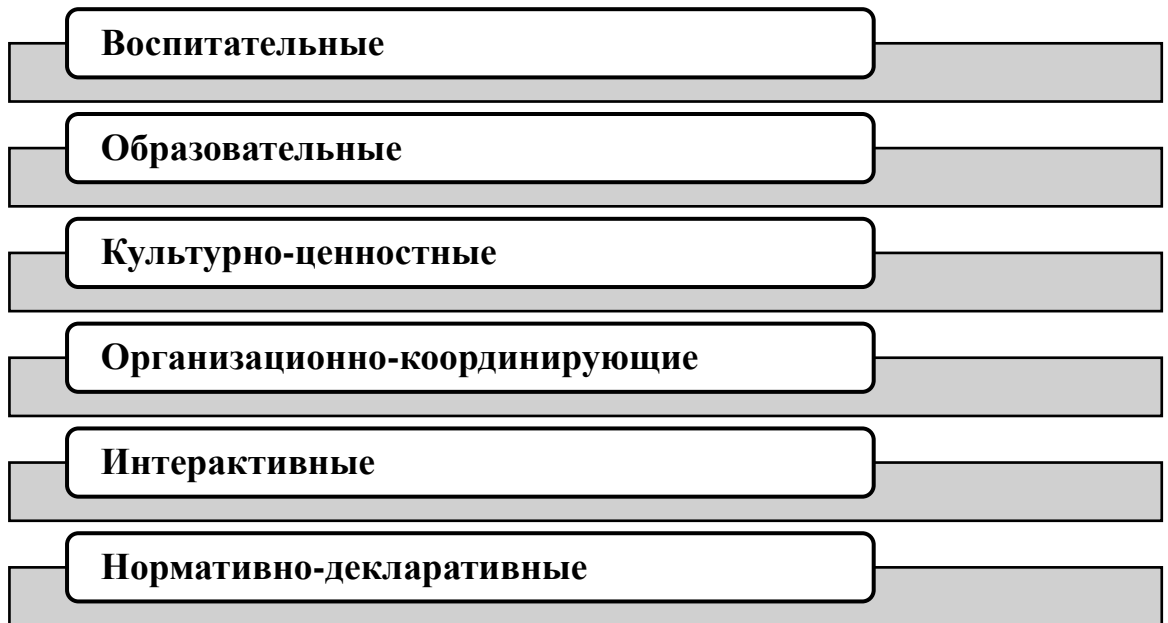 Воспитательные
Образовательные
Культурно-ценностные
Организационно-координирующие
Интерактивные
Нормативно-декларативные